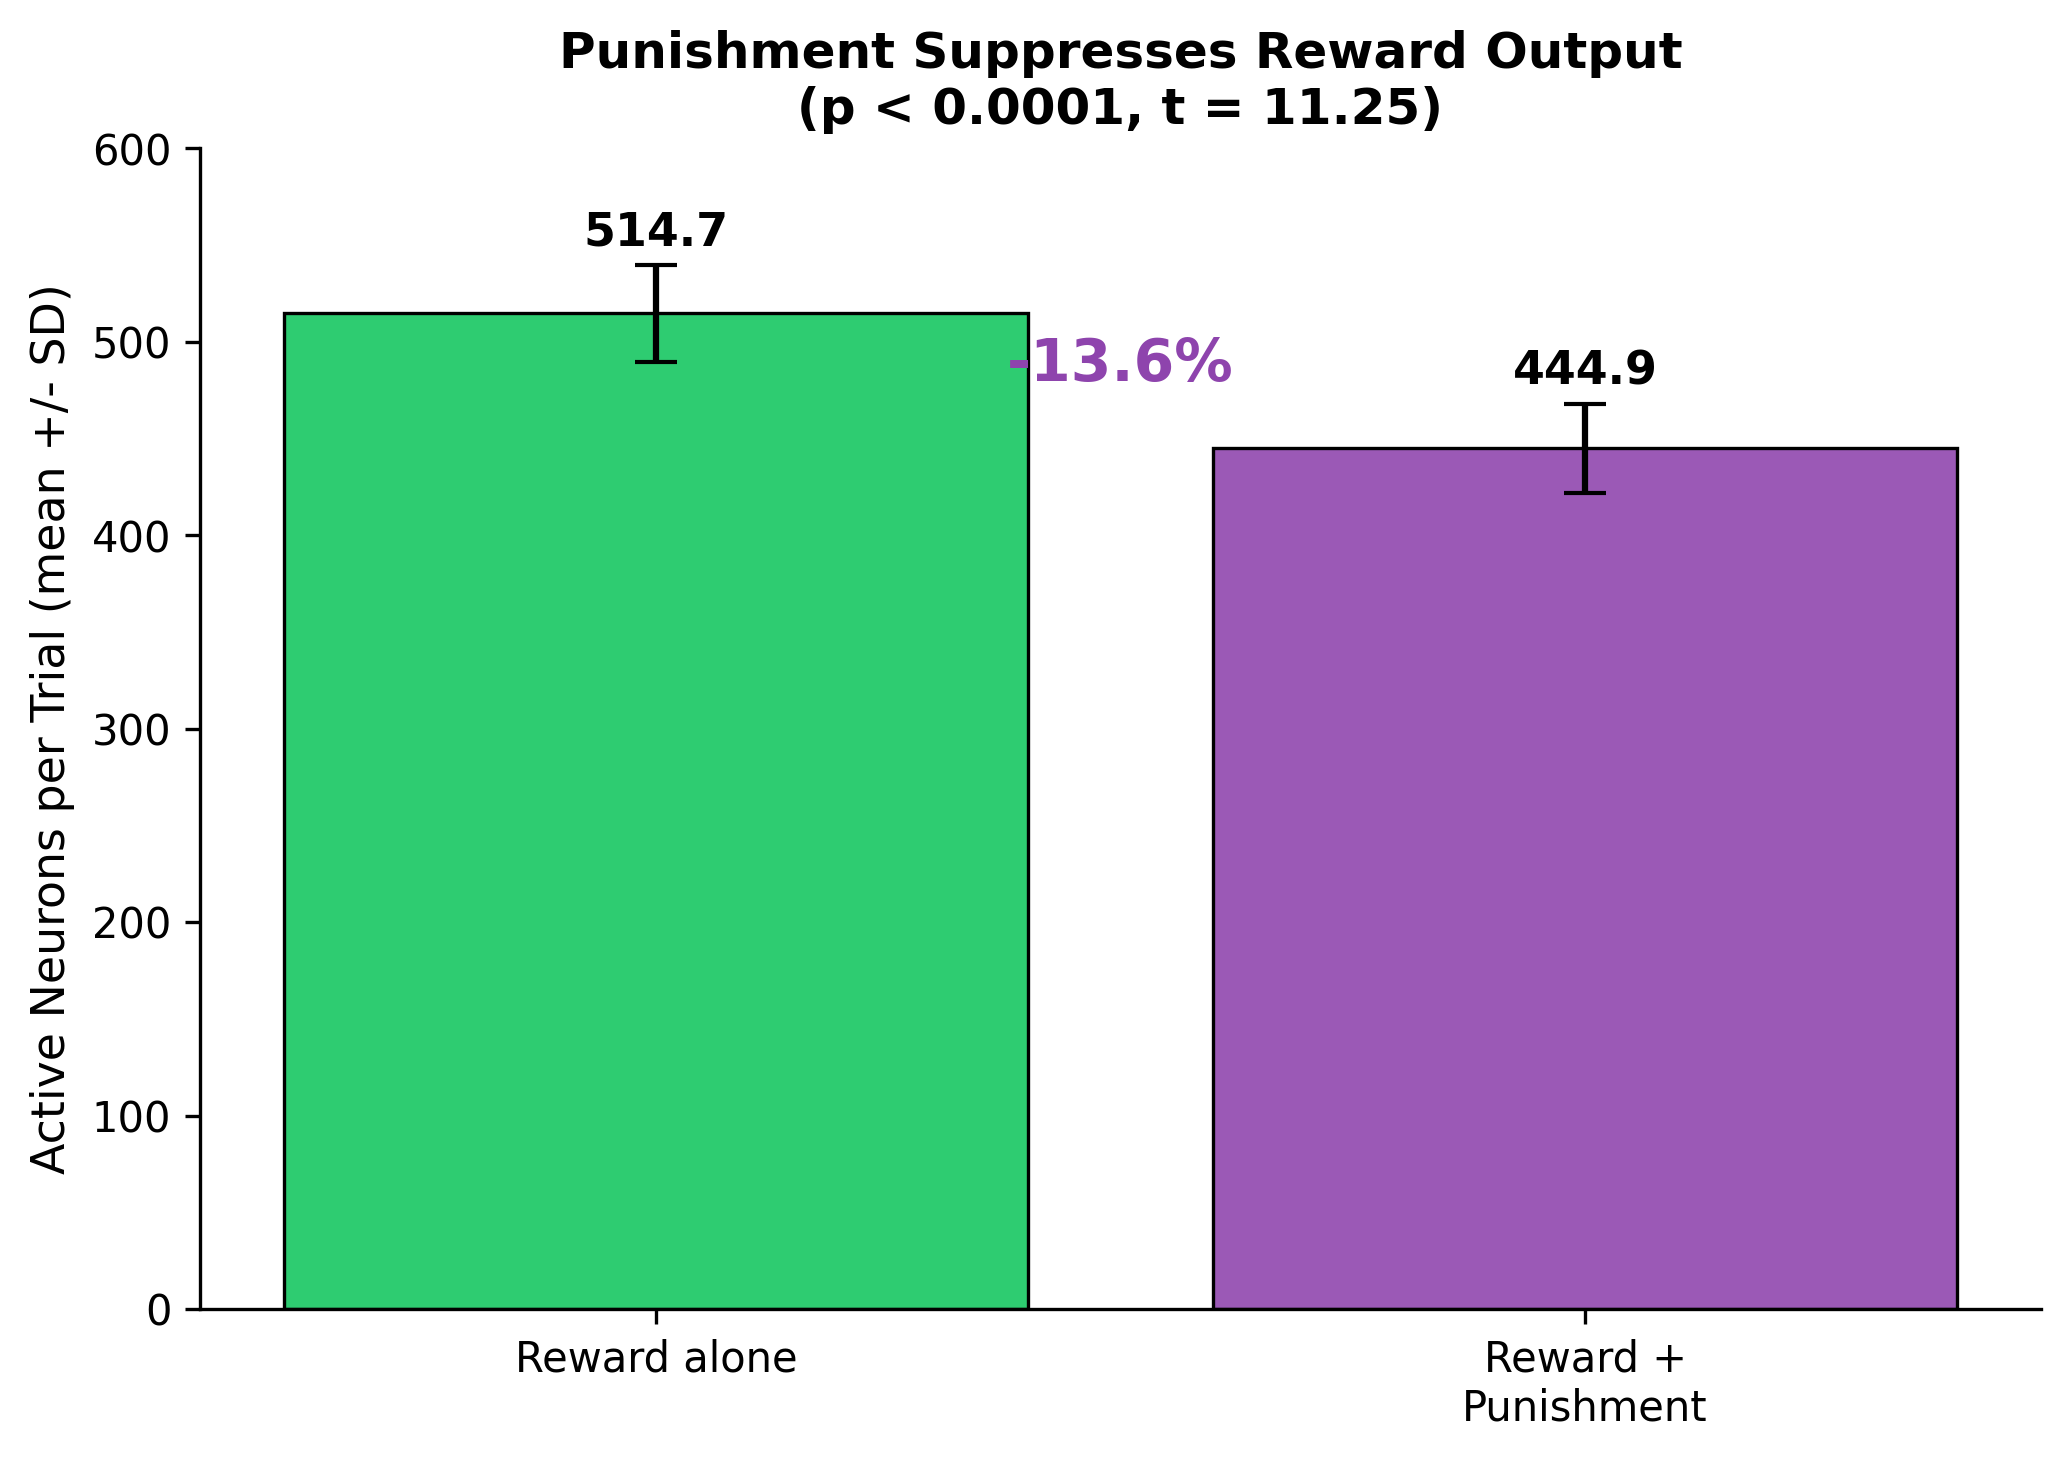 Punishment Suppresses Reward Output
(p < 0.0001, t = 11.25)
Active Neurons per Trial (mean +/- SD)
600
500
400
300
200
100
0
514.7
-13.6%
444.9
Reward alone
Reward +
Punishment